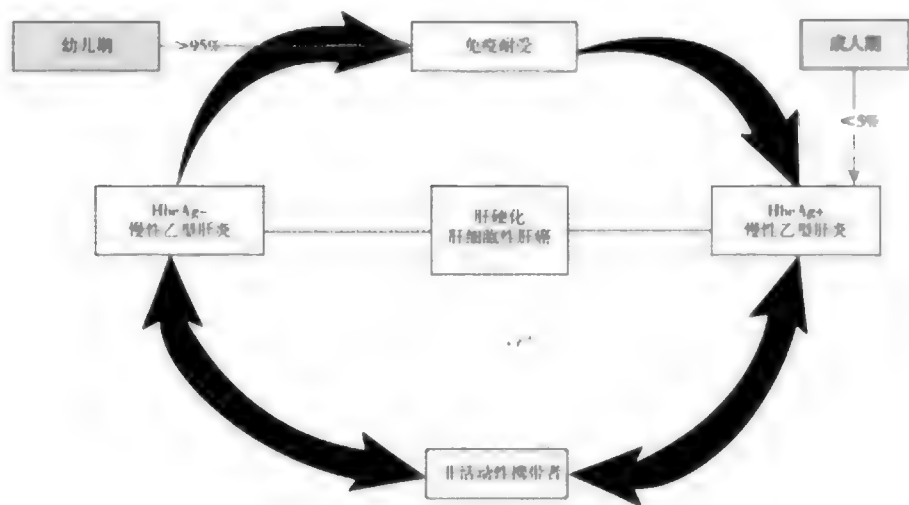 幼儿期
>95%
免疫耐受
成人期
<5%
HbeAg-
慢性乙型肝炎
肝硬化
肝细胞性肝癌
HbeAg+
慢性乙型肝炎
非活动性携带者